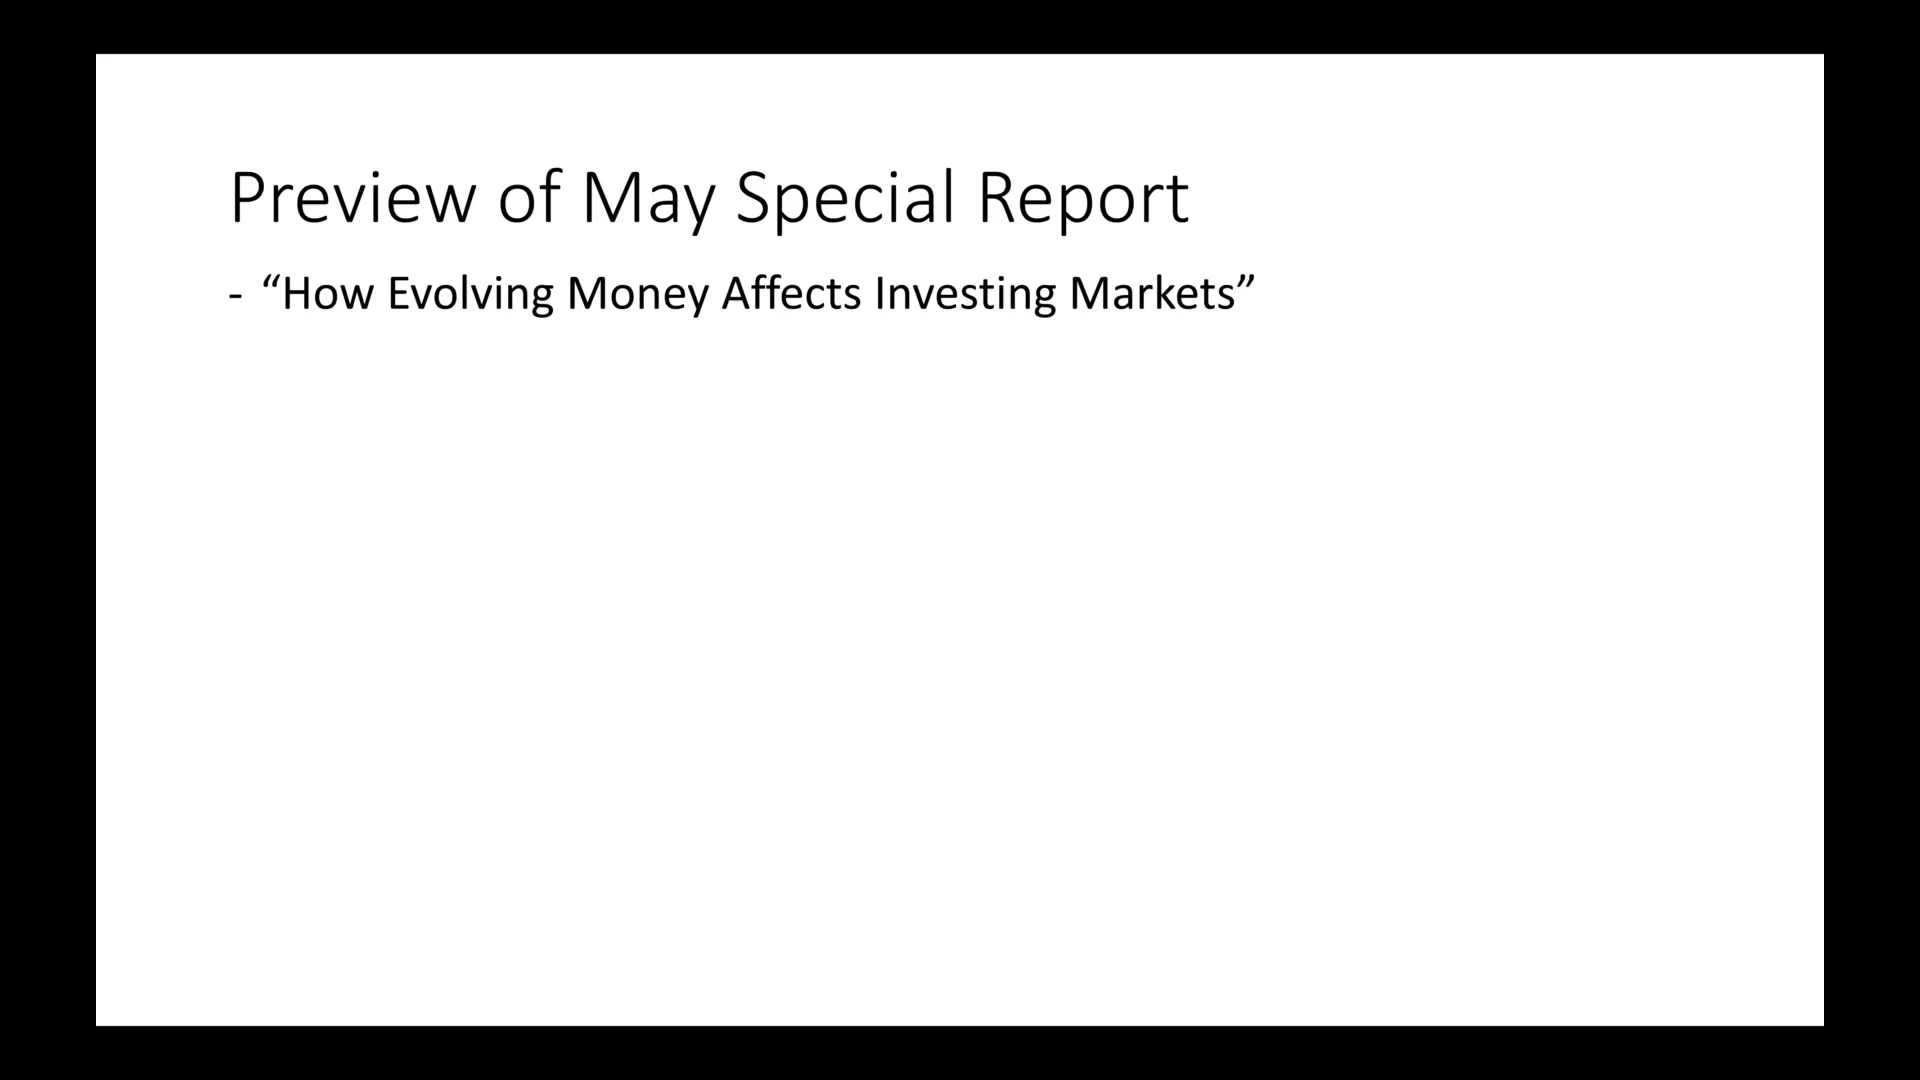 Preview of May Special Report
- “How Evolving Money Affects Investing Markets”